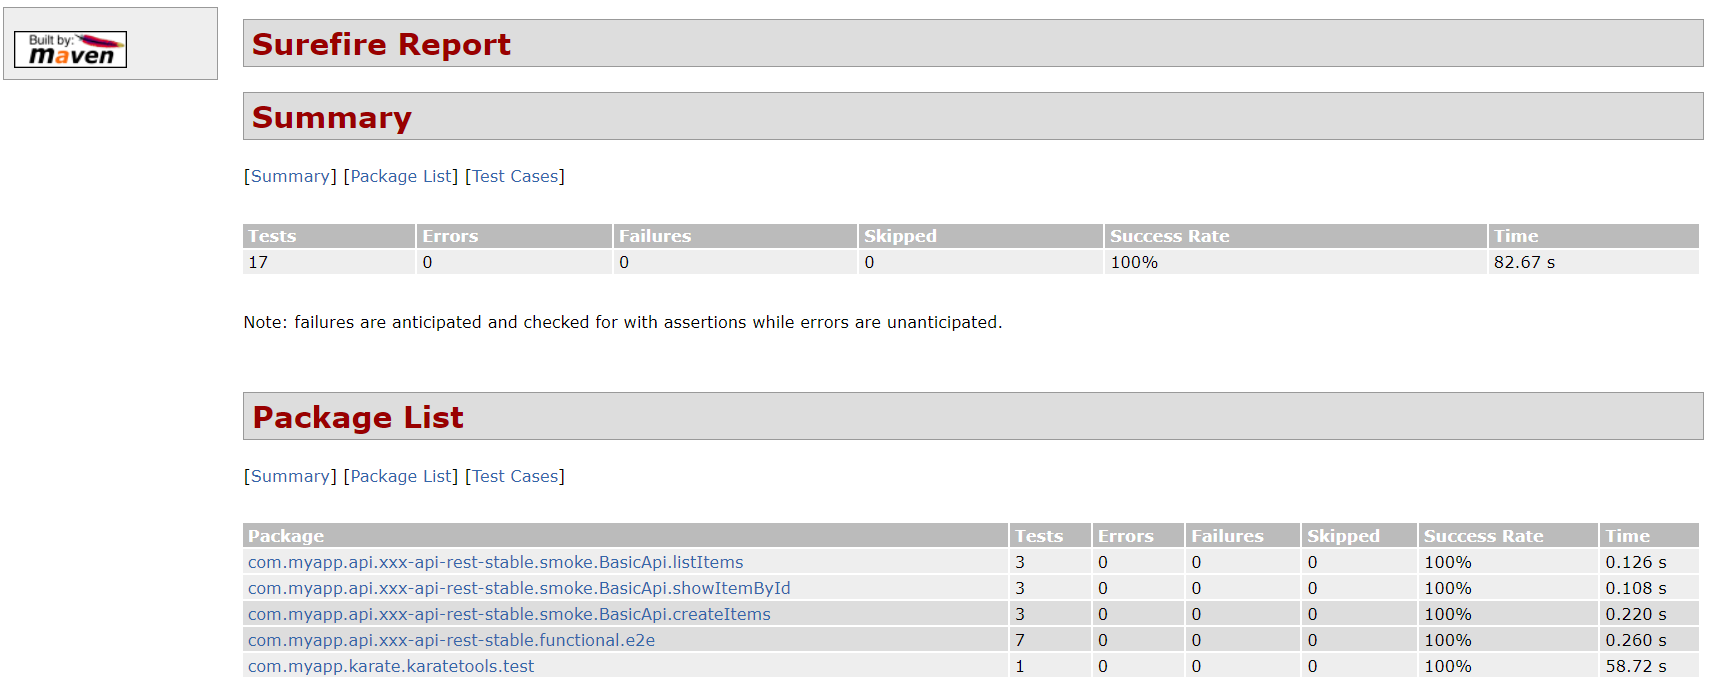 Built by:
maven
Surefire Report
Summary
[Summary] [Package List] [Test Cases]
Tests Errors Failures Skipped Success Rate Time
17 0 0 0 100% 82.67 s
Note: failures are anticipated and checked for with assertions while errors are unanticipated.
Package List
[Summary] [Package List] [Test Cases]
Package Tests Errors Failures Skipped Success Rate Time
com.myapp.api.xxx-api-rest-stable.smoke.BasicApi.listItems 3 0 0 0 100% 0.126 s
com.myapp.api.xxx-api-rest-stable.smoke.BasicApi.showItemById 3 0 0 0 100% 0.108 s
com.myapp.api.xxx-api-rest-stable.smoke.BasicApi.createItems 3 0 0 0 100% 0.220 s
com.myapp.api.xxx-api-rest-stable.functional.e2e 7 0 0 0 100% 0.260 s
com.myapp.karate.karatetools.test 1 0 0 0 100% 58.72 s